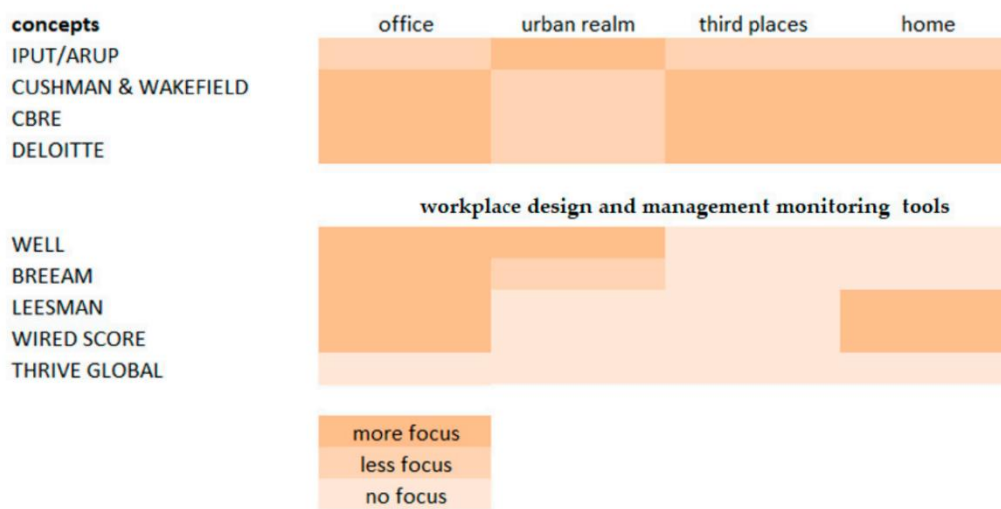 concepts office urban realm third places home
IPUT/ARUP
CUSHMAN & WAKEFIELD
CBRE
DELOITTE
workplace design and management monitoring tools
WELL
BREEAM
LEESMAN
WIRED SCORE
THRIVE GLOBAL
more focus
less focus
no focus